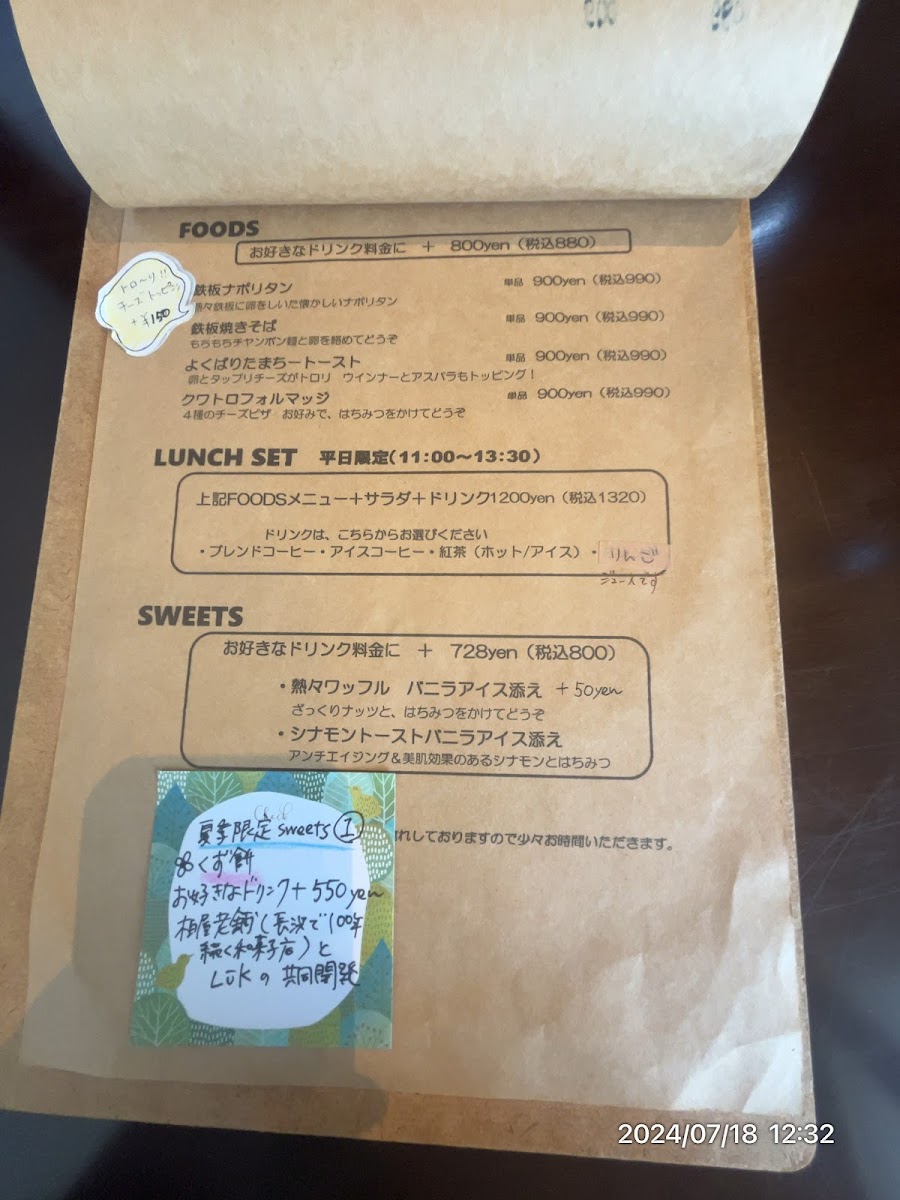 FOODS
お好きなドリンク料金に + 800yen（税込880）
トロ〜リ!!
チーズトッピング
+¥150
鉄板ナポリタン 単品 900yen（税込990）
熱々鉄板に卵をしいた懐かしいナポリタン
鉄板焼きそば 単品 900yen（税込990）
もちもちチャンポン麺と卵を絡めてどうぞ
よくばりたまちートースト 単品 900yen（税込990）
卵とタップリチーズがトロリ ウインナーとアスパラもトッピング！
クワトロフォルマッジ 単品 900yen（税込990）
４種のチーズピザ お好みで、はちみつをかけてどうぞ
LUNCH SET 平日限定(11:00〜13:30)
上記FOODSメニュー＋サラダ＋ドリンク1200yen（税込1320）
ドリンクは、こちらからお選びください
・ブレンドコーヒー・アイスコーヒー・紅茶（ホット/アイス）・りんご
ジュースです
SWEETS
お好きなドリンク料金に + 728yen（税込800）
・熱々ワッフル バニラアイス添え +50yen
ざっくりナッツと、はちみつをかけてどうぞ
・シナモントーストバニラアイス添え
アンチエイジング＆美肌効果のあるシナモンとはちみつ
れしておりますので少々お時間いただきます。
夏季限定 sweets①
くず餅
お好きなドリンク+550yen
柏屋老舗(長沢で100年
続く和菓子店)と
LuKの共同開発
2024/07/18 12:32